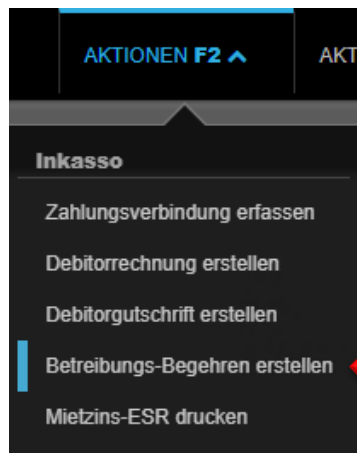 AKTIONEN F2 AKT
Inkasso
Zahlungsverbindung erfassen
Debitorrechnung erstellen
Debitorgutschrift erstellen
Betreibungs-Begehren erstellen
Mietzins-ESR drucken